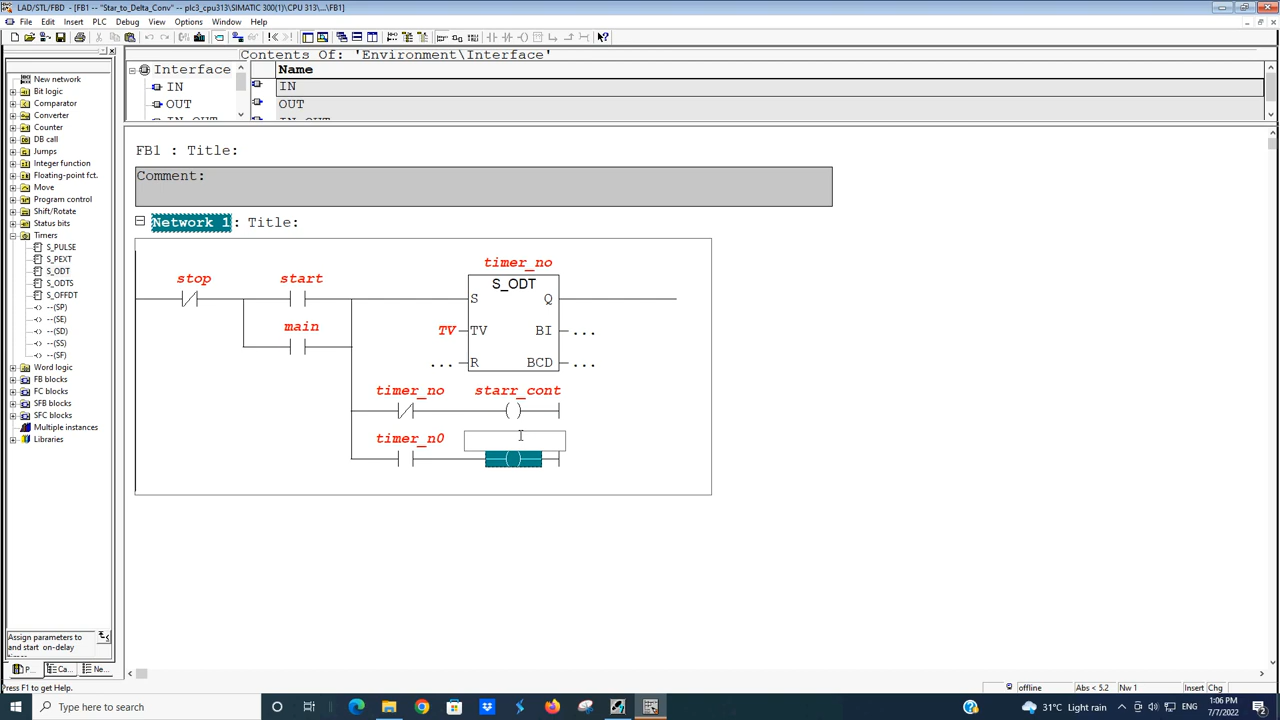 LAD/STL/FBD - [FB1 -- "Star_to_Delta_Conv" -- plc3_cpu313\SIMATIC 300(1)\CPU 313\...\FB1]
File Edit Insert PLC Debug View Options Window Help
Contents Of: 'Environment\Interface'
Interface
IN
OUT
IN_OUT
Name
IN
OUT
IN_OUT
New network
Bit logic
Comparator
Converter
Counter
DB call
Jumps
Integer function
Floating-point fct.
Move
Program control
Shift/Rotate
Status bits
Timers
S_PULSE
S_PEXT
S_ODT
S_ODTS
S_OFFDT
--(SP)
--(SE)
--(SD)
--(SS)
--(SF)
Word logic
FB blocks
FC blocks
SFB blocks
SFC blocks
Multiple instances
Libraries
Assign parameters to
and start on-delay
P... Ca... Ne...
FB1 : Title:
Comment:
Network 1: Title:
timer_no
stop start S_ODT
S Q
main TV TV BI ...
... R BCD ...
timer_no starr_cont
timer_n0
Press F1 to get Help.
offline Abs < 5.2 Nw 1 Insert Chg
Type here to search
31°C Light rain
1:06 PM
7/7/2022
2